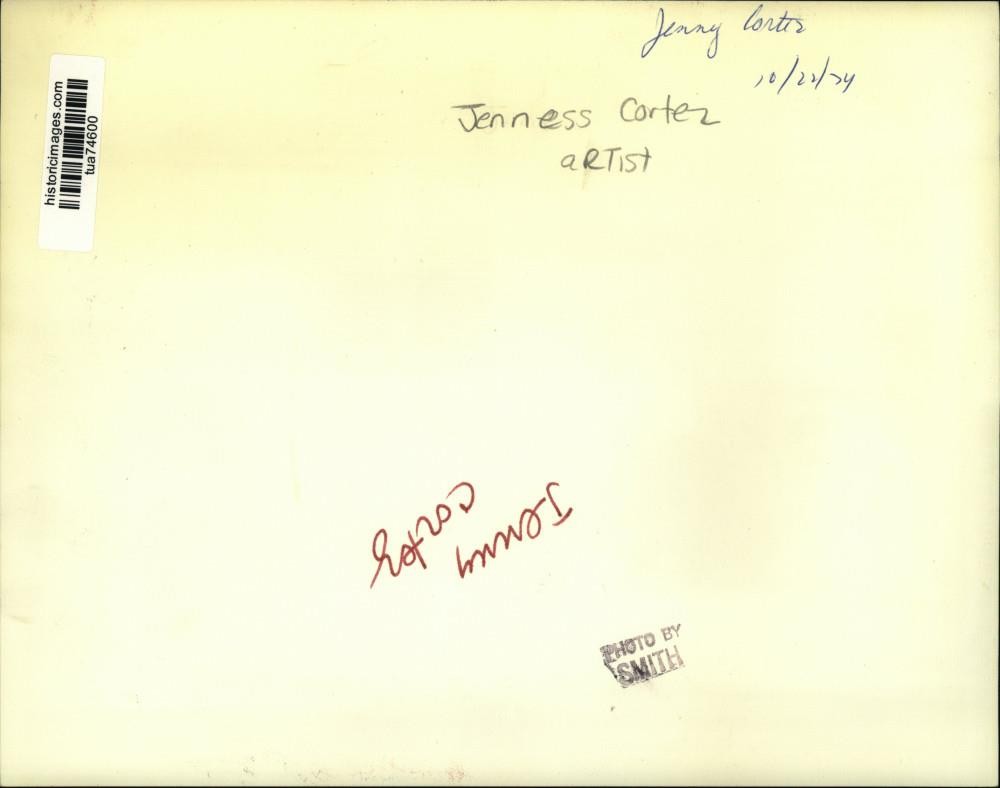 Jenny Cortez
10/22/74
Jenness Cortez
aRTist
historicimages.com
tua74600
Jenny
Cortez
PHOTO BY
SMITH